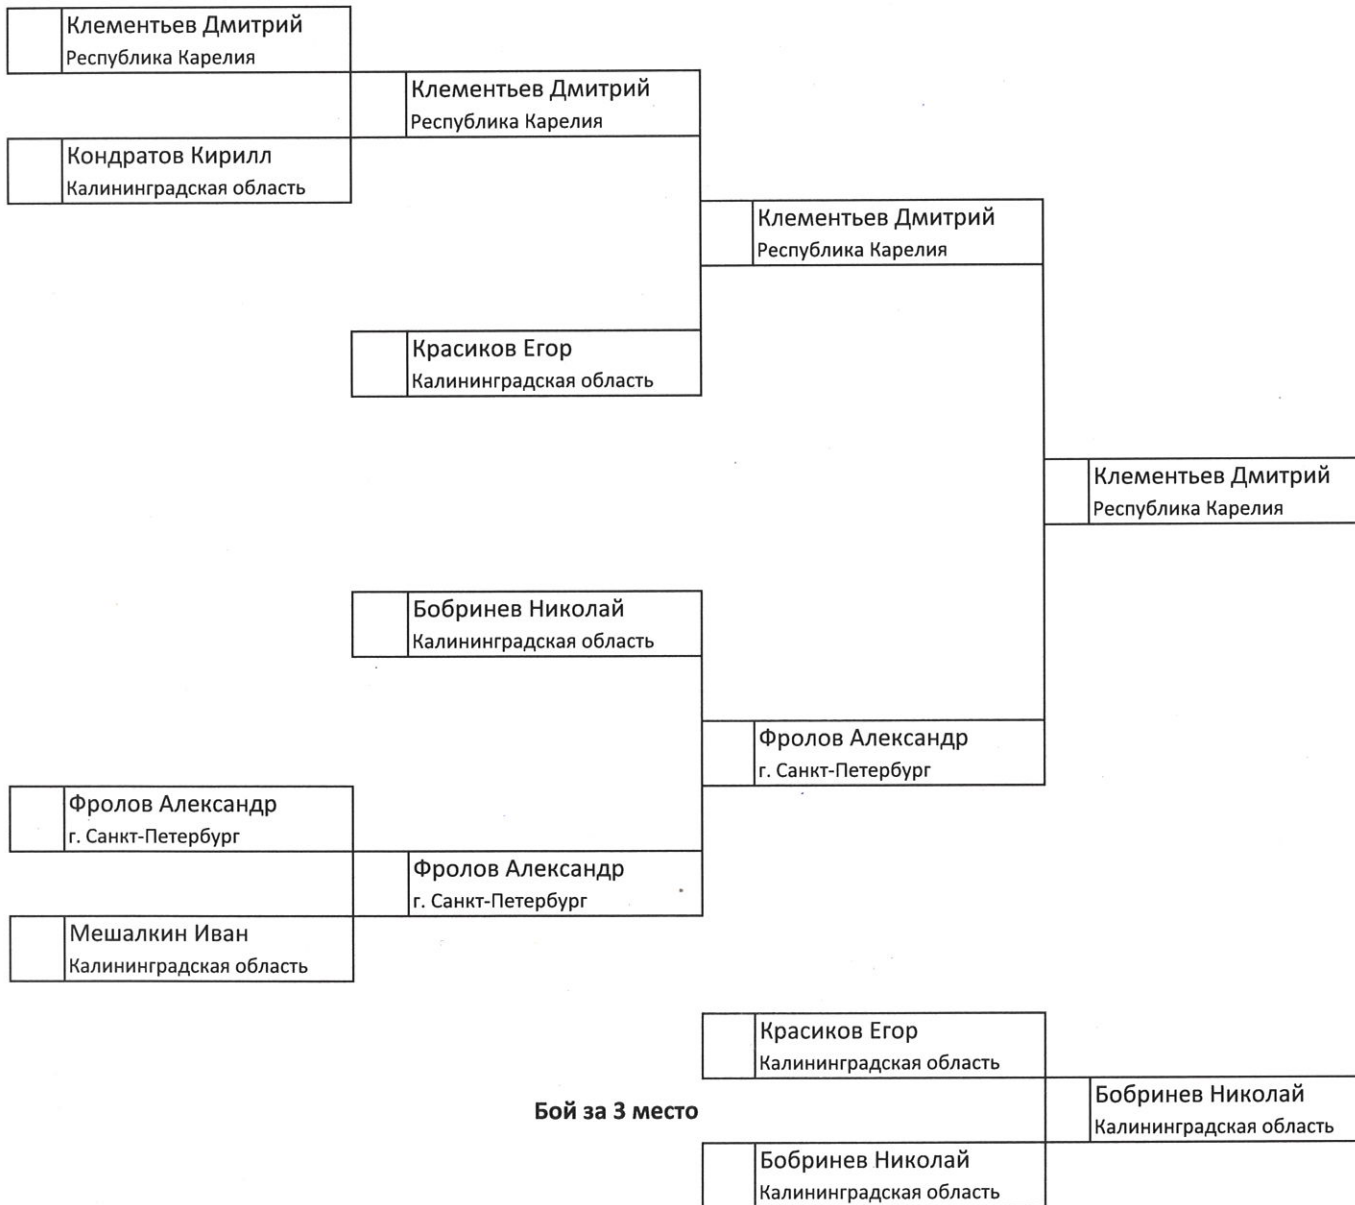 Клементьев Дмитрий
Республика Карелия
Клементьев Дмитрий
Республика Карелия
Кондратов Кирилл
Калининградская область
Клементьев Дмитрий
Республика Карелия
Красиков Егор
Калининградская область
Клементьев Дмитрий
Республика Карелия
Бобринев Николай
Калининградская область
Фролов Александр
г. Санкт-Петербург
Фролов Александр
г. Санкт-Петербург
Фролов Александр
г. Санкт-Петербург
Мешалкин Иван
Калининградская область
Красиков Егор
Калининградская область
Бой за 3 место
Бобринев Николай
Калининградская область
Бобринев Николай
Калининградская область